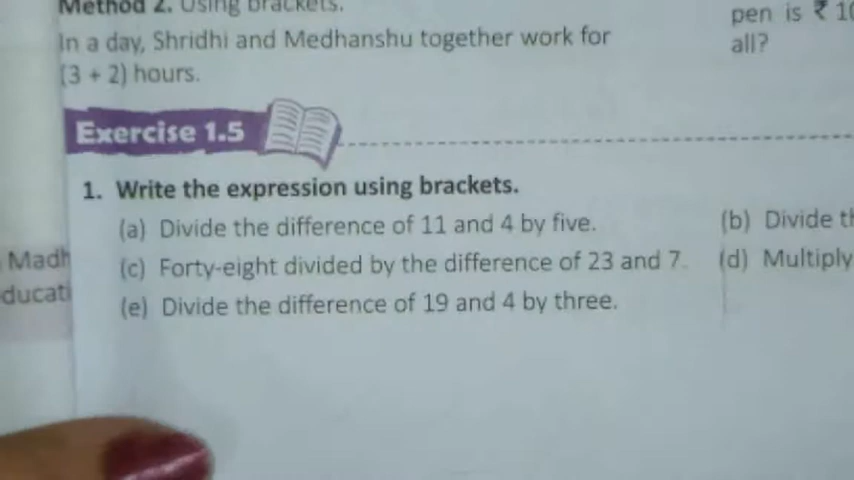 Method 2. Using brackets.
In a day, Shridhi and Medhanshu together work for
(3 + 2) hours.
pen is ₹ 10
all?
Exercise 1.5
1. Write the expression using brackets.
(a) Divide the difference of 11 and 4 by five.
(b) Divide th
(c) Forty-eight divided by the difference of 23 and 7.
(d) Multiply
(e) Divide the difference of 19 and 4 by three.
Madh
ducati